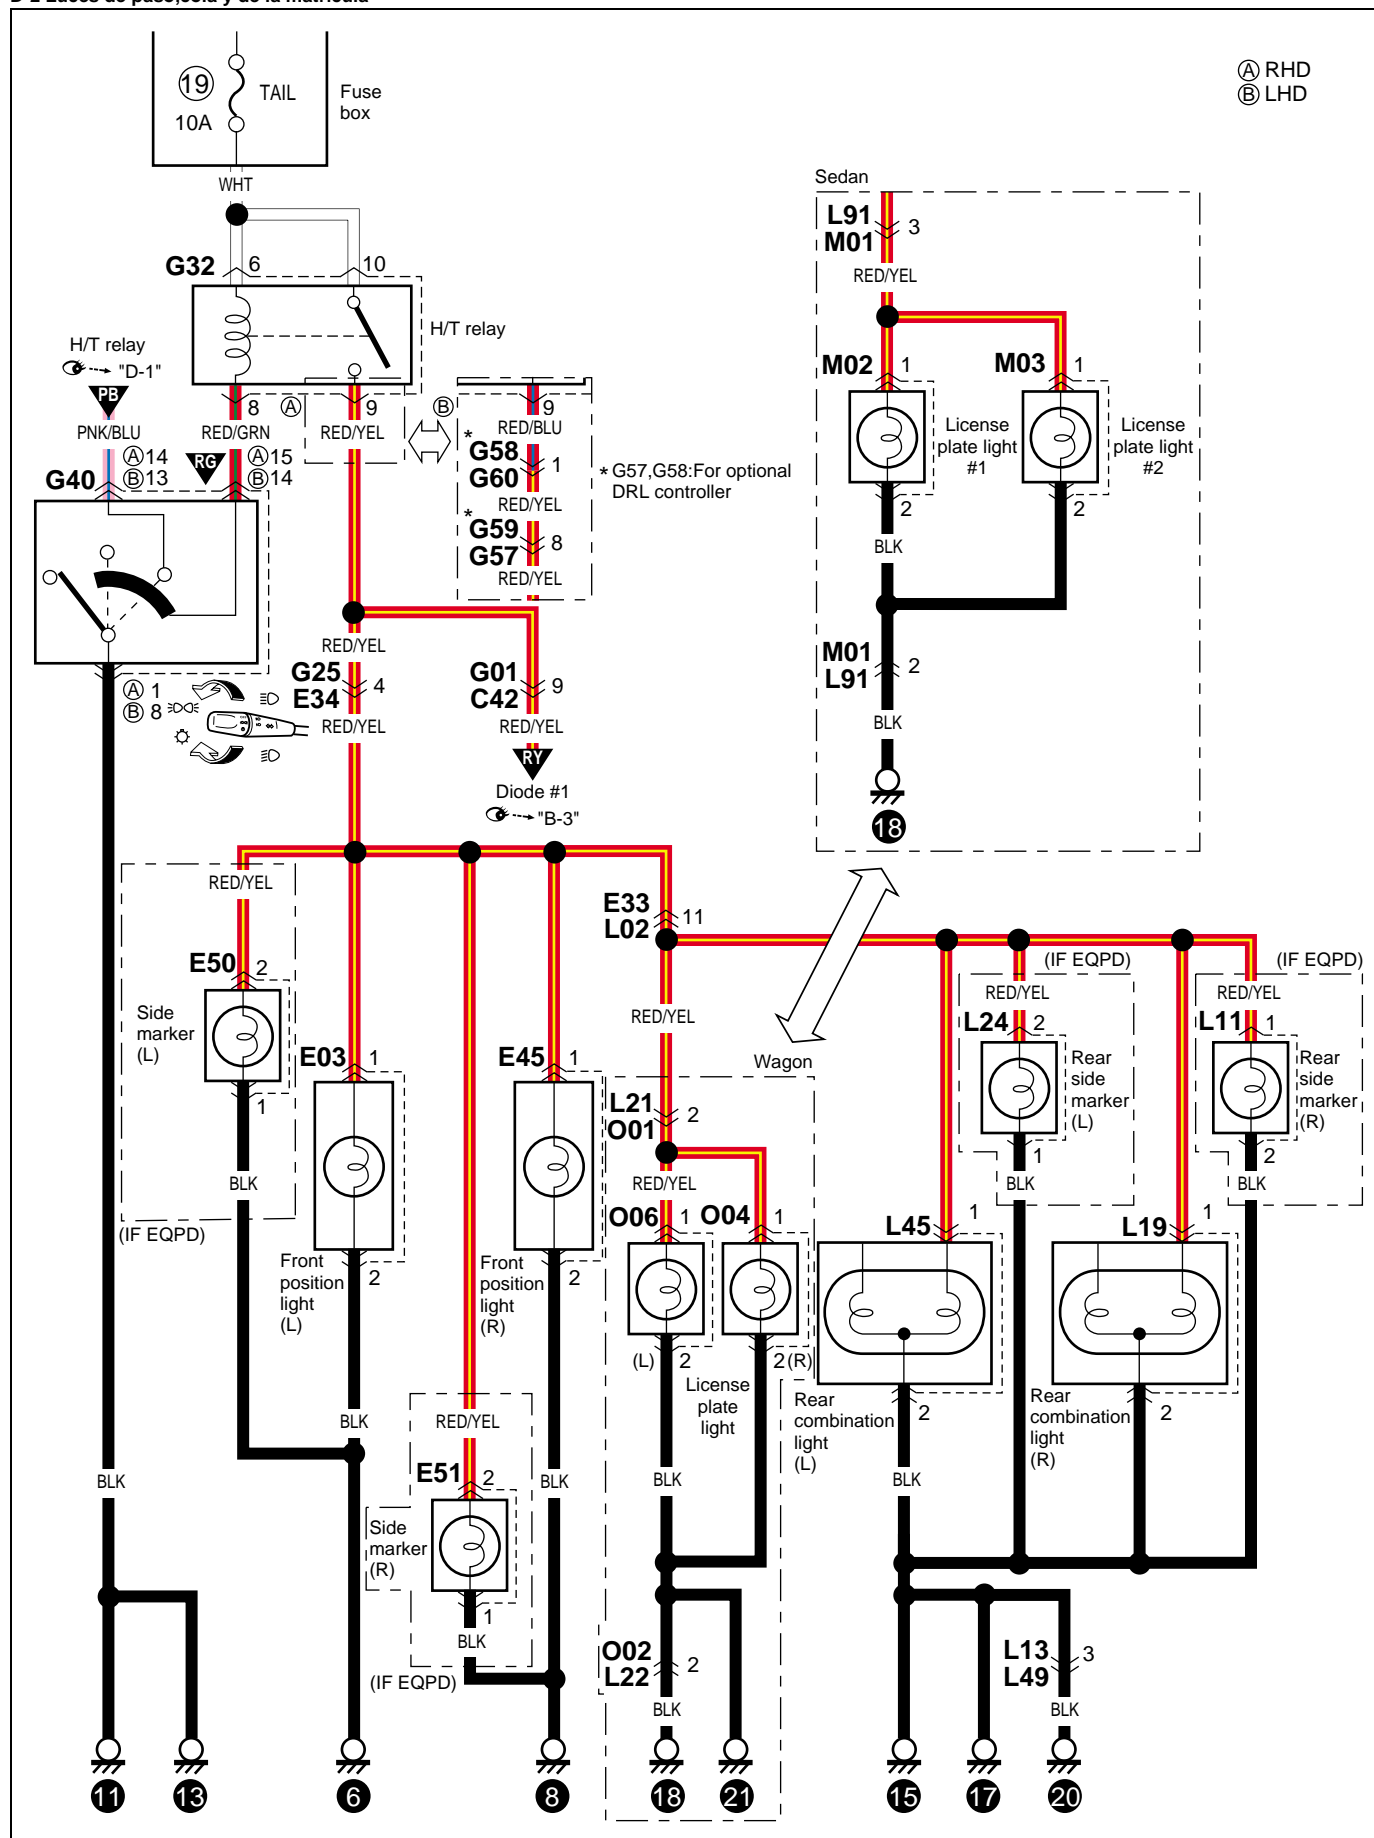 19
TAIL
10A
Fuse
box
A RHD
B LHD
WHT
Sedan
L91
M01
3
RED/YEL
G32
6
10
H/T relay
H/T relay
"D-1"
PB
8
A
9
B
9
PNK/BLU
RED/GRN
RED/YEL
RED/BLU
A14
B13
RG
A15
B14
G40
*
G58
G60
1
RED/YEL
*
G59
G57
8
RED/YEL
* G57,G58:For optional
DRL controller
M02
1
M03
1
License
plate light
#1
License
plate light
#2
2
2
BLK
M01
L91
2
BLK
18
RED/YEL
G25
E34
4
RED/YEL
G01
C42
9
RED/YEL
RY
Diode #1
"B-3"
A 1
B 8
RED/YEL
E50
2
Side
marker
(L)
1
BLK
(IF EQPD)
E33
L02
11
RED/YEL
Wagon
(IF EQPD)
RED/YEL
L24
2
Rear
side
marker
(L)
1
BLK
(IF EQPD)
RED/YEL
L11
1
Rear
side
marker
(R)
2
BLK
E03
1
Front
position
light
(L)
2
E45
1
Front
position
light
(R)
2
L21
O01
2
RED/YEL
O06
1
O04
1
(L)
2
2
(R)
License
plate
light
L45
1
Rear
combination
light
(L)
2
L19
1
Rear
combination
light
(R)
2
BLK
BLK
RED/YEL
E51
2
Side
marker
(R)
1
BLK
(IF EQPD)
BLK
BLK
BLK
O02
L22
2
BLK
L13
L49
3
BLK
11
13
6
8
18
21
15
17
20